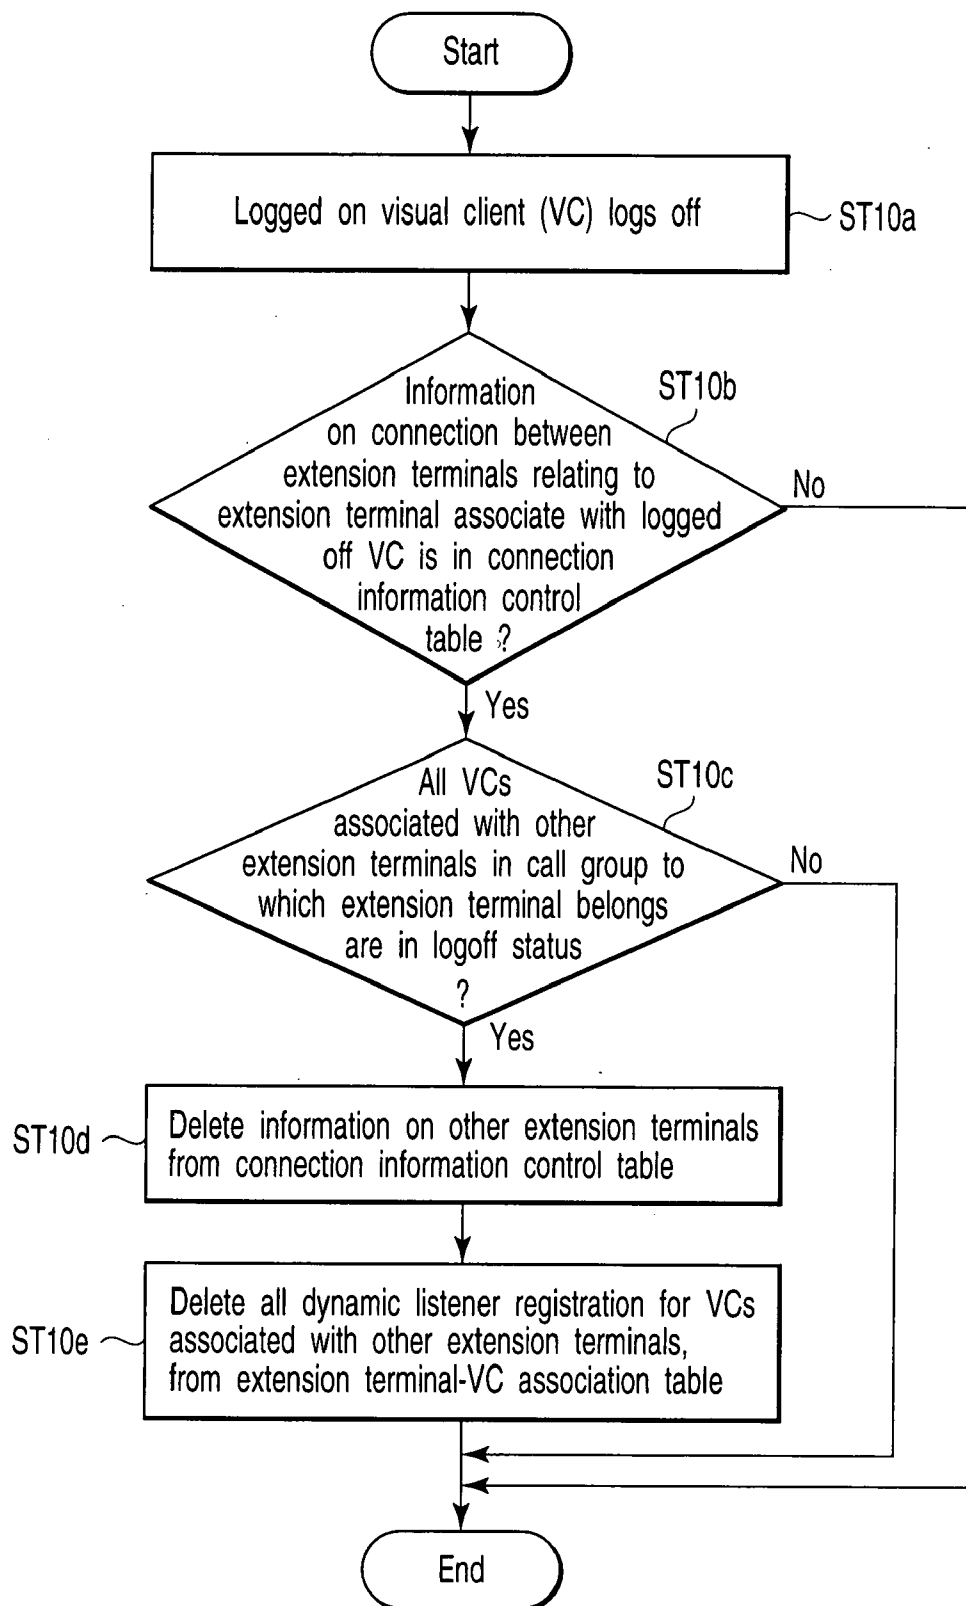 Start
Logged on visual client (VC) logs off
ST10a
ST10b
Information
on connection between
extension terminals relating to
extension terminal associate with logged
off VC is in connection
information control
table ?
No
Yes
ST10c
All VCs
associated with other
extension terminals in call group to
which extension terminal belongs
are in logoff status
?
No
Yes
ST10d
Delete information on other extension terminals
from connection information control table
ST10e
Delete all dynamic listener registration for VCs
associated with other extension terminals,
from extension terminal-VC association table
End